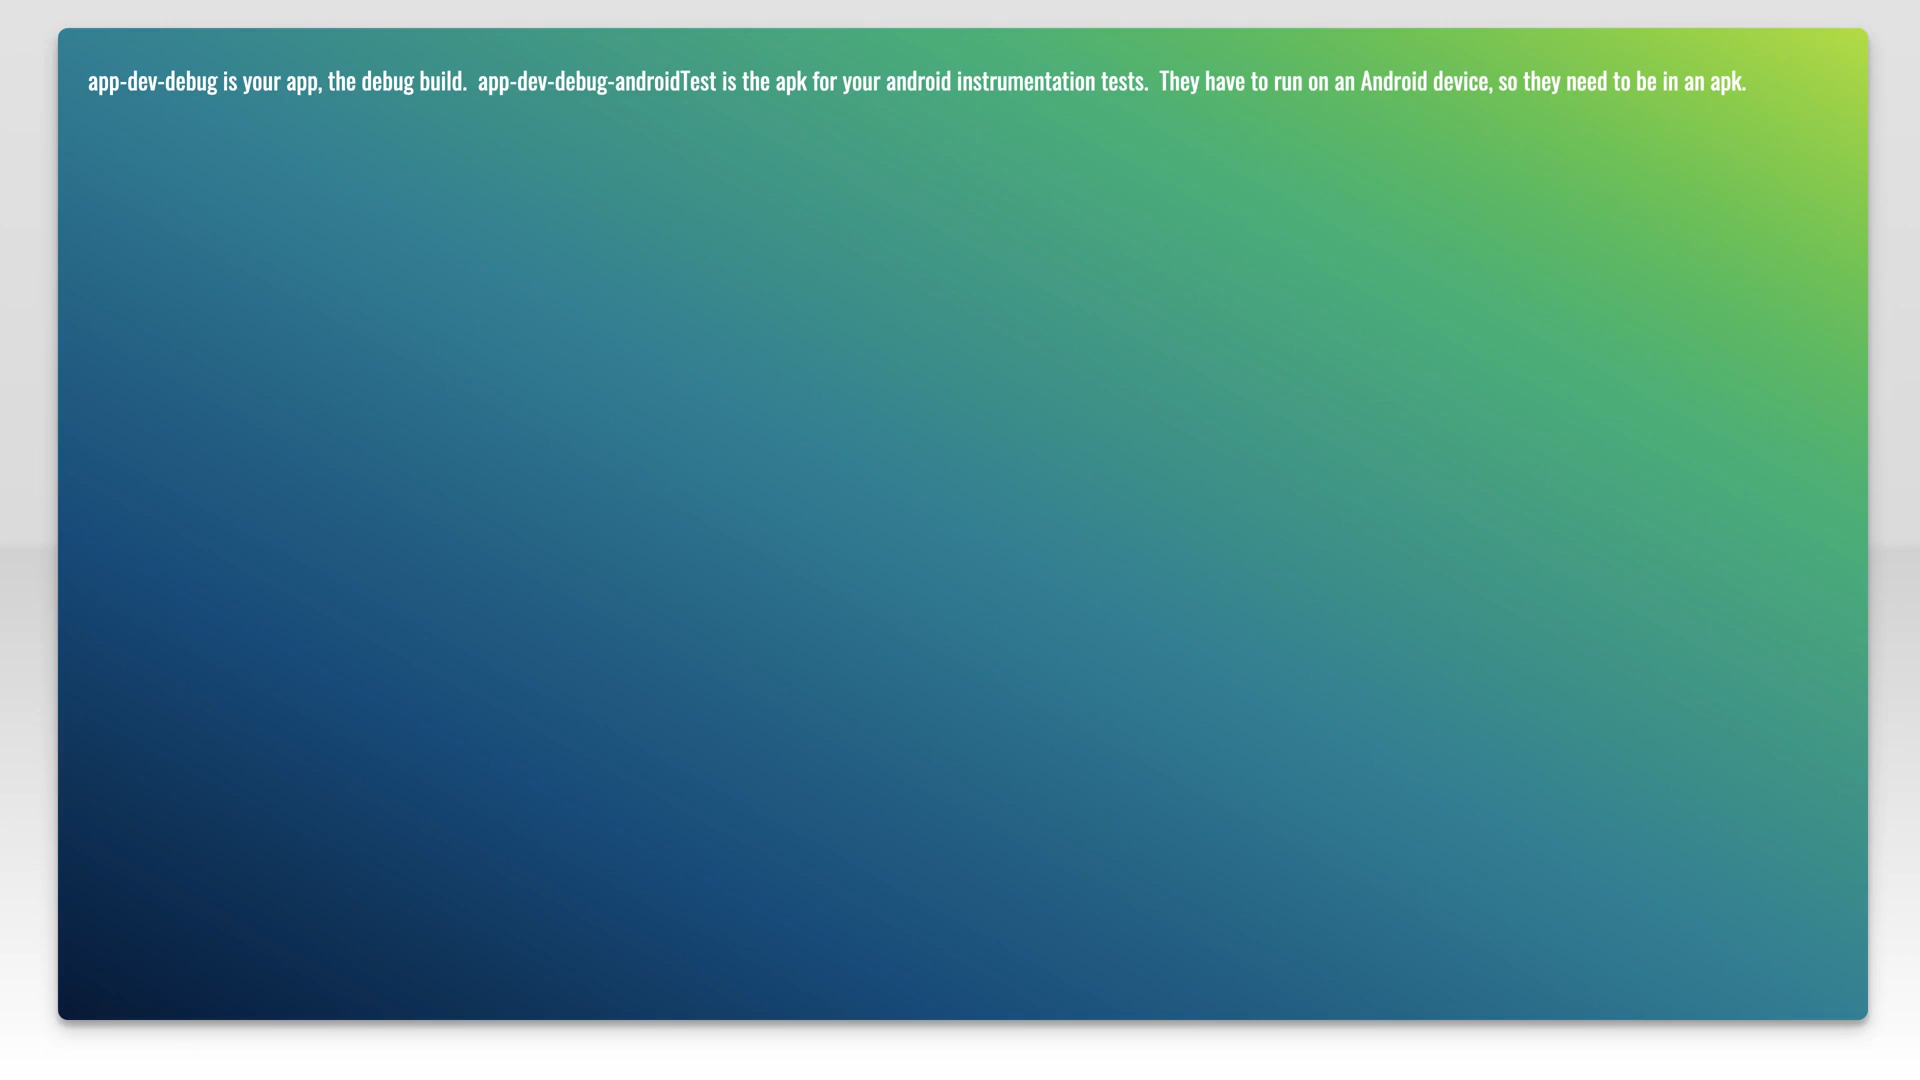 app-dev-debug is your app, the debug build.  app-dev-debug-androidTest is the apk for your android instrumentation tests.  They have to run on an Android device, so they need to be in an apk.